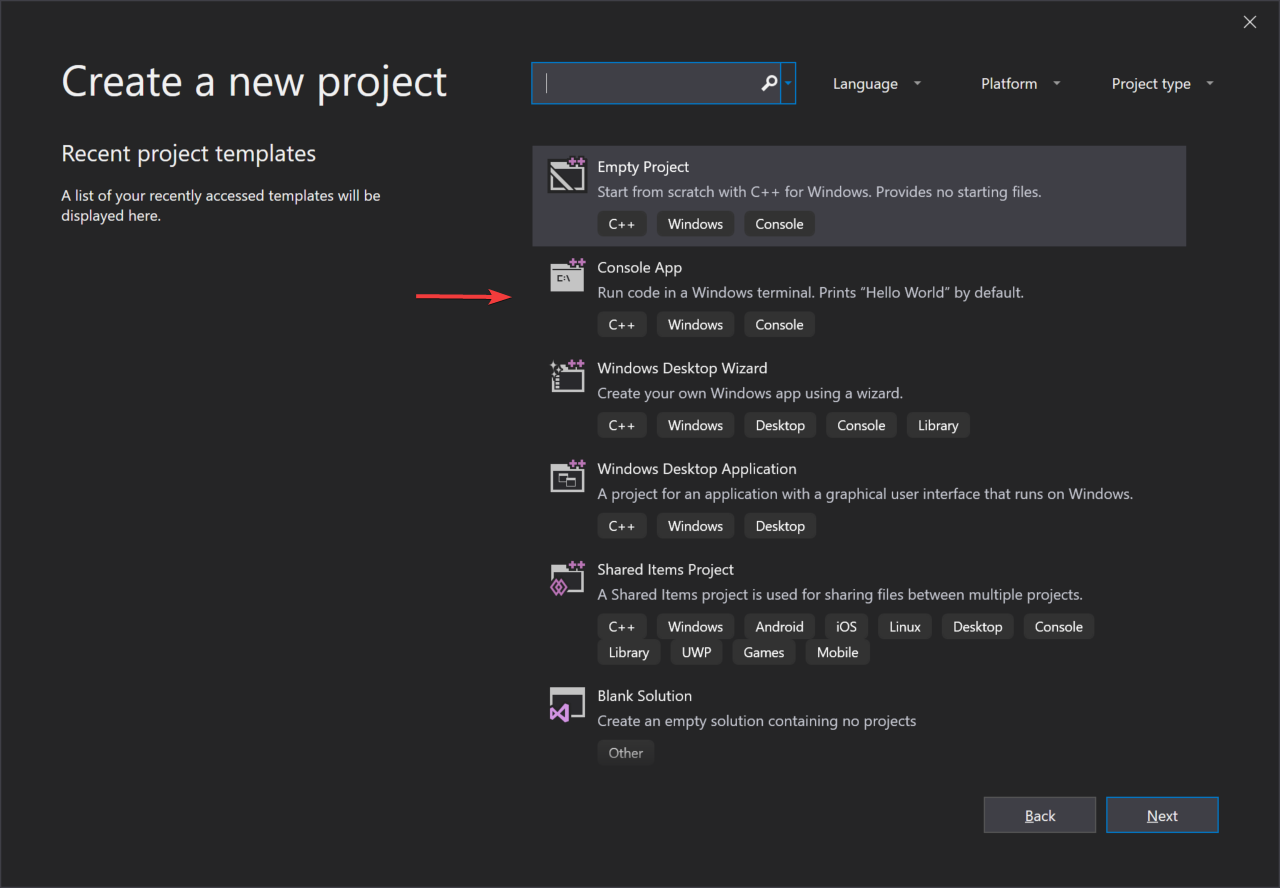 Create a new project
Language
Platform
Project type
Recent project templates
A list of your recently accessed templates will be
displayed here.
Empty Project
Start from scratch with C++ for Windows. Provides no starting files.
C++ Windows Console
C:\
Console App
Run code in a Windows terminal. Prints “Hello World” by default.
C++ Windows Console
Windows Desktop Wizard
Create your own Windows app using a wizard.
C++ Windows Desktop Console Library
Windows Desktop Application
A project for an application with a graphical user interface that runs on Windows.
C++ Windows Desktop
Shared Items Project
A Shared Items project is used for sharing files between multiple projects.
C++ Windows Android iOS Linux Desktop Console
Library UWP Games Mobile
Blank Solution
Create an empty solution containing no projects
Other
Back
Next